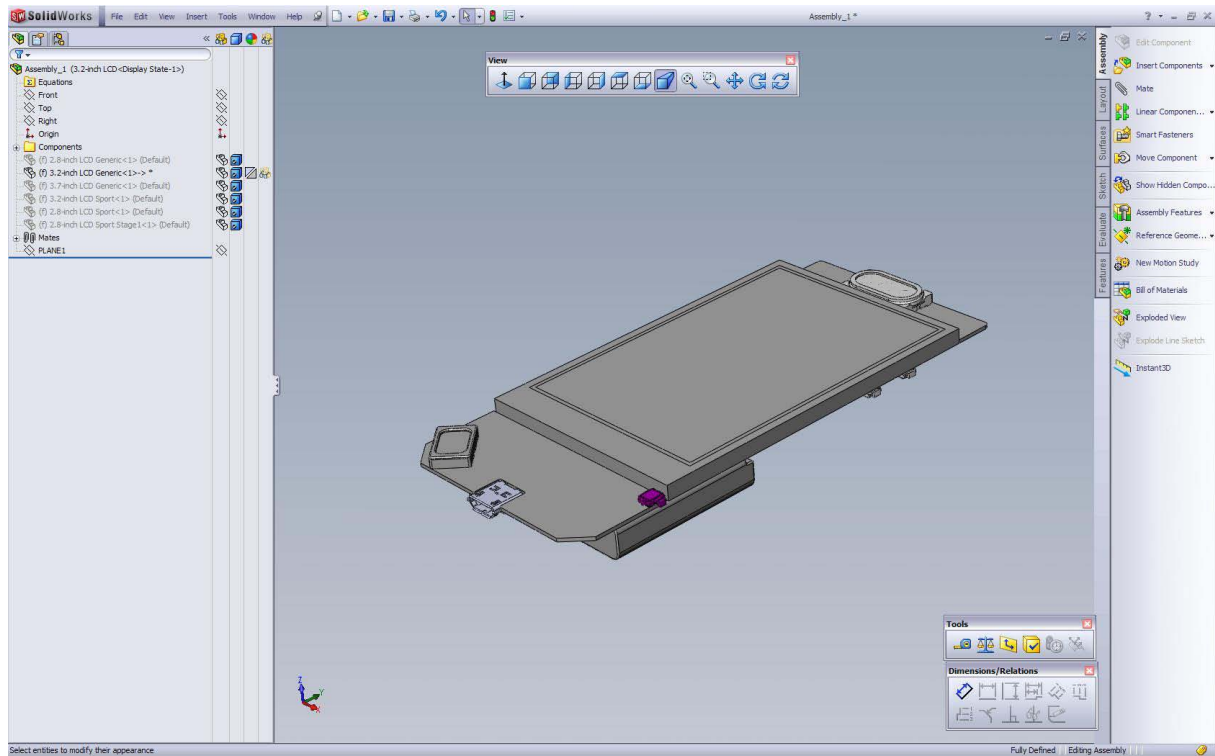 SolidWorks File Edit View Insert Tools Window Help Assembly_1 *
Assembly_1 (3.2-inch LCD<Display State-1>)
Equations
Front
Top
Right
Origin
Components
(f) 2.8-inch LCD Generic<1> (Default)
(f) 3.2-inch LCD Generic<1>-> *
(f) 3.7-inch LCD Generic<1> (Default)
(f) 3.2-inch LCD Sport<1> (Default)
(f) 2.8-inch LCD Sport<1> (Default)
(f) 2.8-inch LCD Sport Stage1<1> (Default)
Mates
PLANE1
View
Assembly
Layout
Surfaces
Sketch
Evaluate
Features
Edit Component
Insert Components
Mate
Linear Componen...
Smart Fasteners
Move Component
Show Hidden Compo...
Assembly Features
Reference Geome...
New Motion Study
Bill of Materials
Exploded View
Explode Line Sketch
Instant3D
Tools
Dimensions/Relations
Z
Y
X
Select entities to modify their appearance Fully Defined Editing Assembly